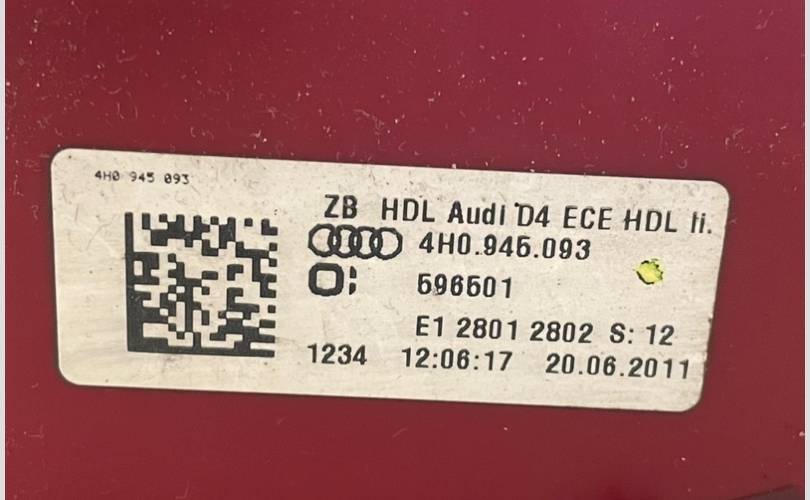 4H0 945 093
ZB HDL Audi D4 ECE HDL li.
4H0.945.093
596501
E1 2801 2802 S: 12
1234 12:06:17 20.06.2011